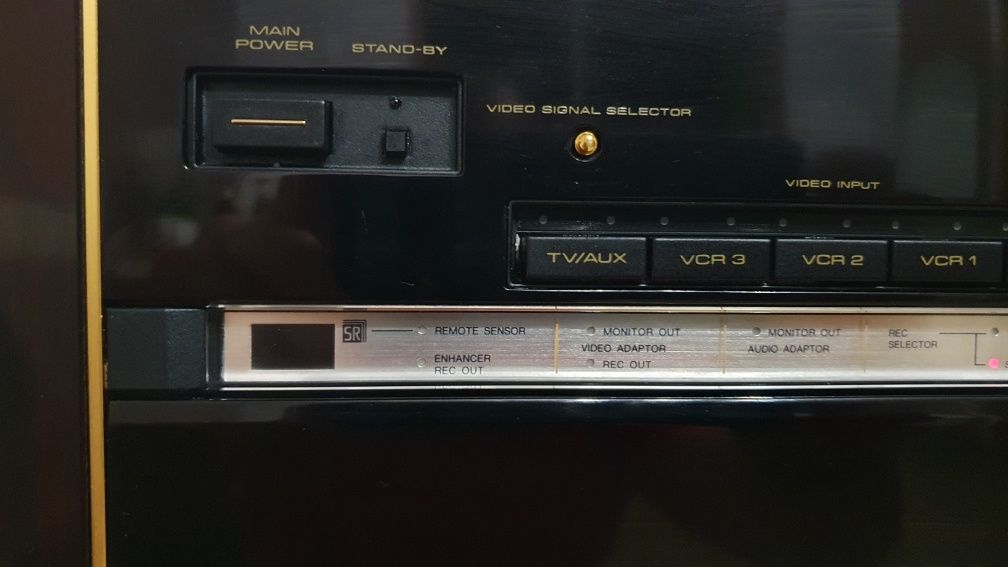 MAIN
POWER
STAND-BY
VIDEO SIGNAL SELECTOR
VIDEO INPUT
TV/AUX VCR 3 VCR 2 VCR 1
SR
REMOTE SENSOR
ENHANCER
REC OUT
MONITOR OUT
VIDEO ADAPTOR
REC OUT
MONITOR OUT
AUDIO ADAPTOR
REC
SELECTOR